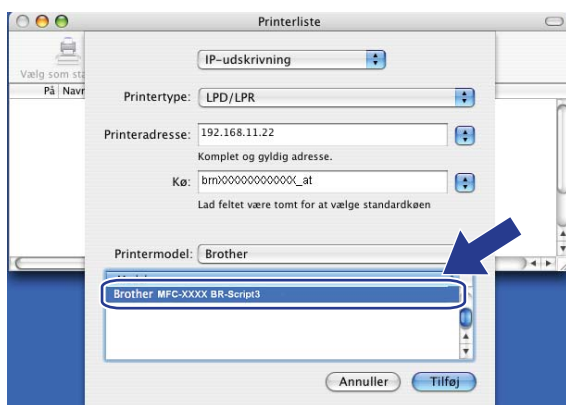 Printerliste
IP-udskrivning
Vælg som sta
På Navn
Printertype: LPD/LPR
Printeradresse: 192.168.11.22
Komplet og gyldig adresse.
Kø: brnXXXXXXXXXXXX_at
Lad feltet være tomt for at vælge standardkøen
Printermodel: Brother
Brother MFC-XXXX BR-Script3
Annuller Tilføj